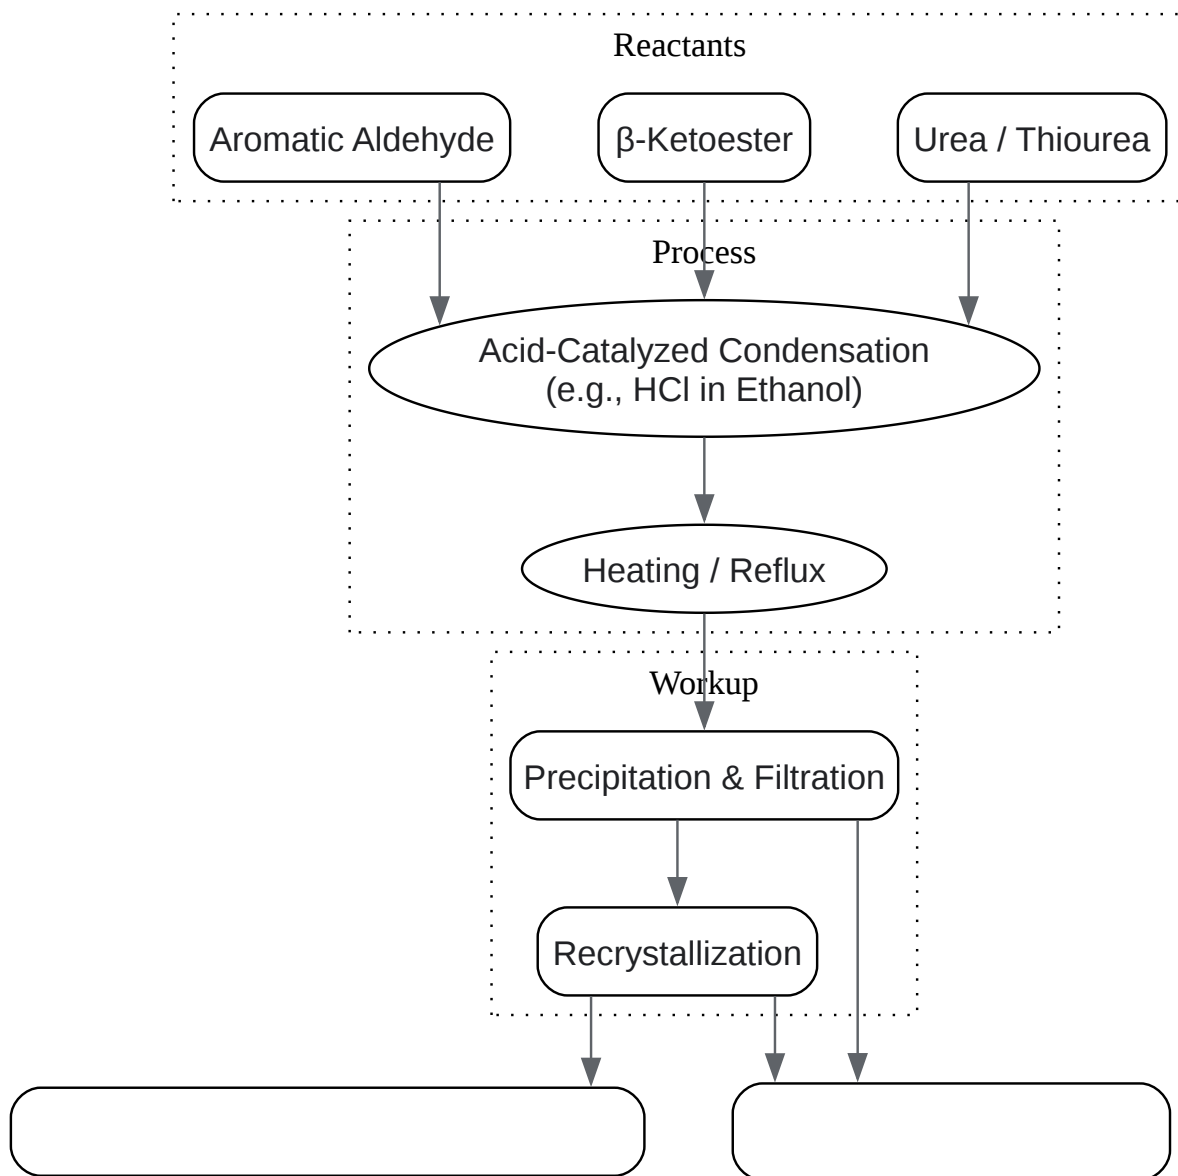 Reactants
Aromatic Aldehyde
β-Ketoester
Urea / Thiourea
Process
Acid-Catalyzed Condensation
(e.g., HCl in Ethanol)
Heating / Reflux
Workup
Precipitation & Filtration
Recrystallization